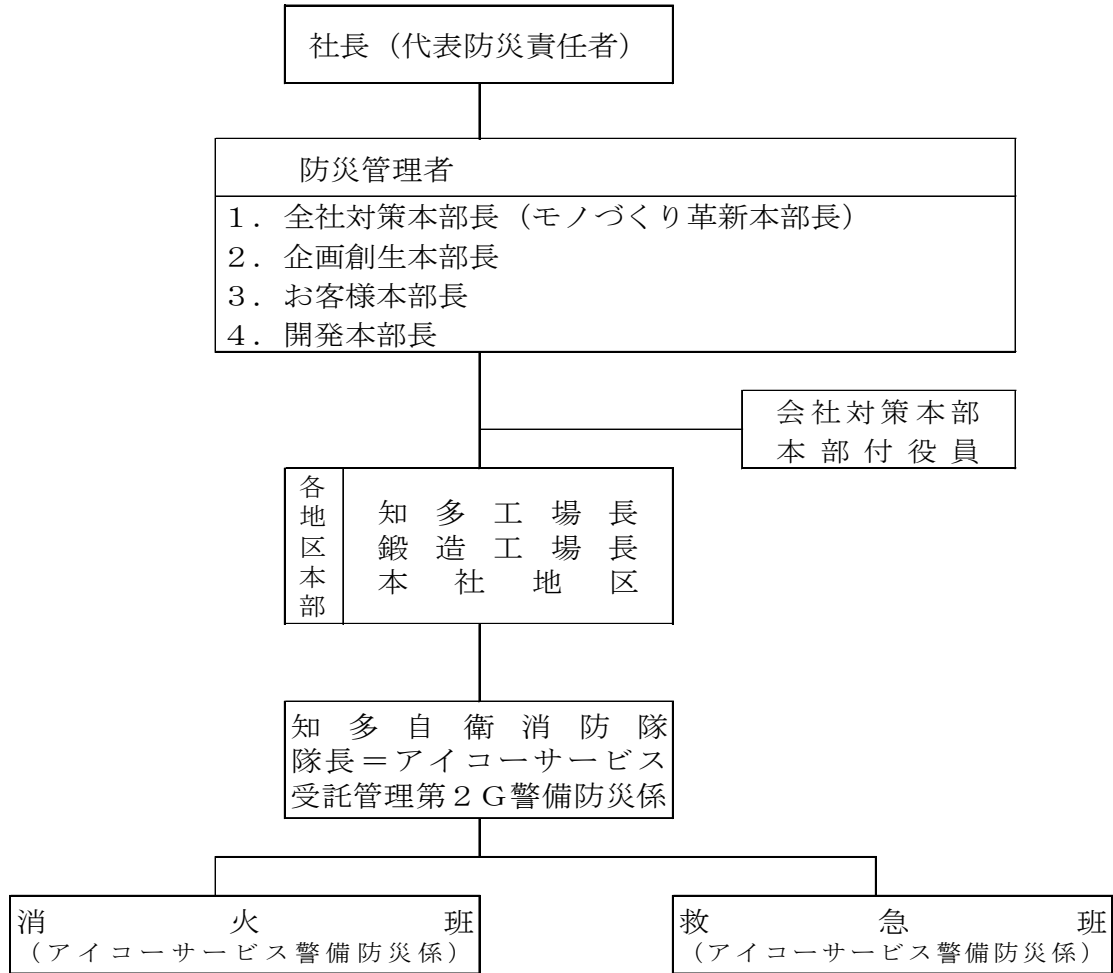 社長（代表防災責任者）
防災管理者
１．全社対策本部長（モノづくり革新本部長）
２．企画創生本部長
３．お客様本部長
４．開発本部長
会社対策本部
本部付役員
各地区本部
知多工場長
鍛造工場長
本社地区
知多自衛消防隊
隊長＝アイコーサービス
受託管理第２Ｇ警備防災係
消火班
（アイコーサービス警備防災係）
救急班
（アイコーサービス警備防災係）